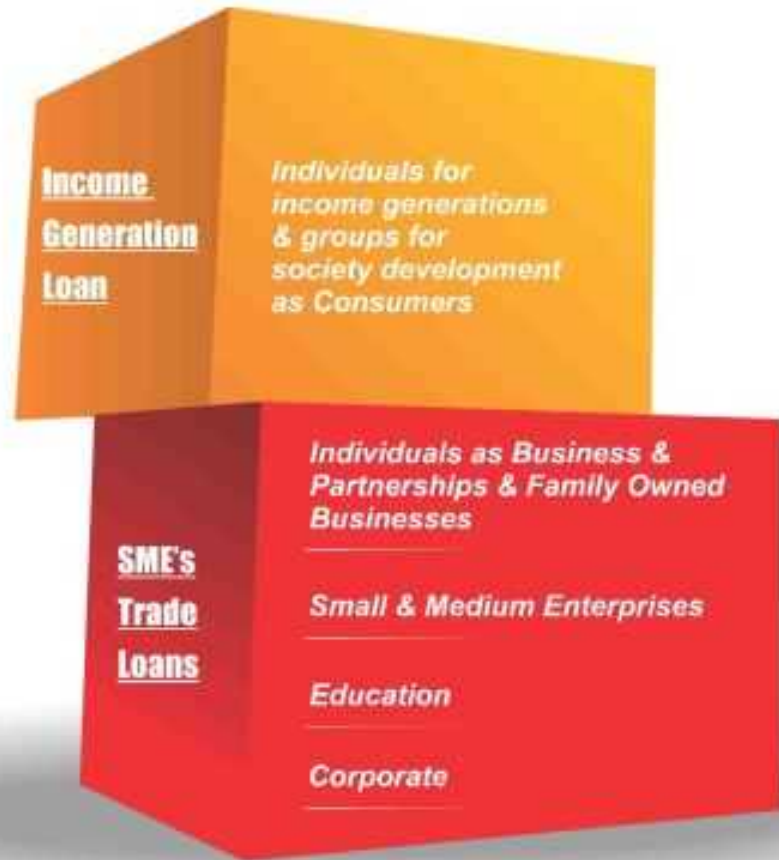 Income
Generation
Loan
Individuals for
income generations
& groups for
society development
as Consumers
SME's
Trade
Loans
Individuals as Business &
Partnerships & Family Owned
Businesses
Small & Medium Enterprises
Education
Corporate